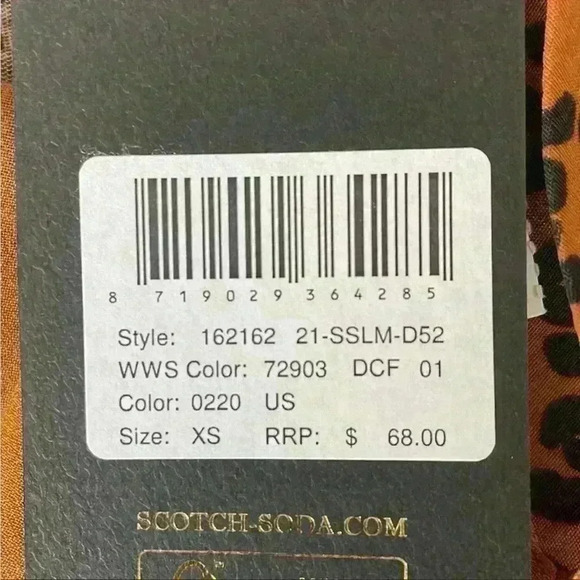 8 719029 364285
Style: 162162 21-SSLM-D52
WWS Color: 72903 DCF 01
Color: 0220 US
Size: XS RRP: $ 68.00
SCOTCH-SODA.COM